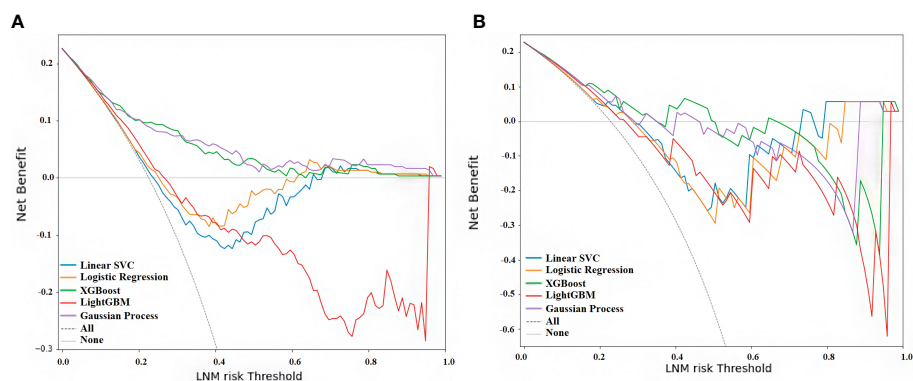 A
0.2
0.1
0.0
-0.1
-0.2
-0.3
Net Benefit
Linear SVC
Logistic Regression
XGBoost
LightGBM
Gaussian Process
All
None
0.0 0.2 0.4 0.6 0.8 1.0
LNM risk Threshold
B
0.2
0.1
0.0
-0.1
-0.2
-0.3
-0.4
-0.5
-0.6
Net Benefit
Linear SVC
Logistic Regression
XGBoost
LightGBM
Gaussian Process
All
None
0.0 0.2 0.4 0.6 0.8 1.0
LNM risk Threshold